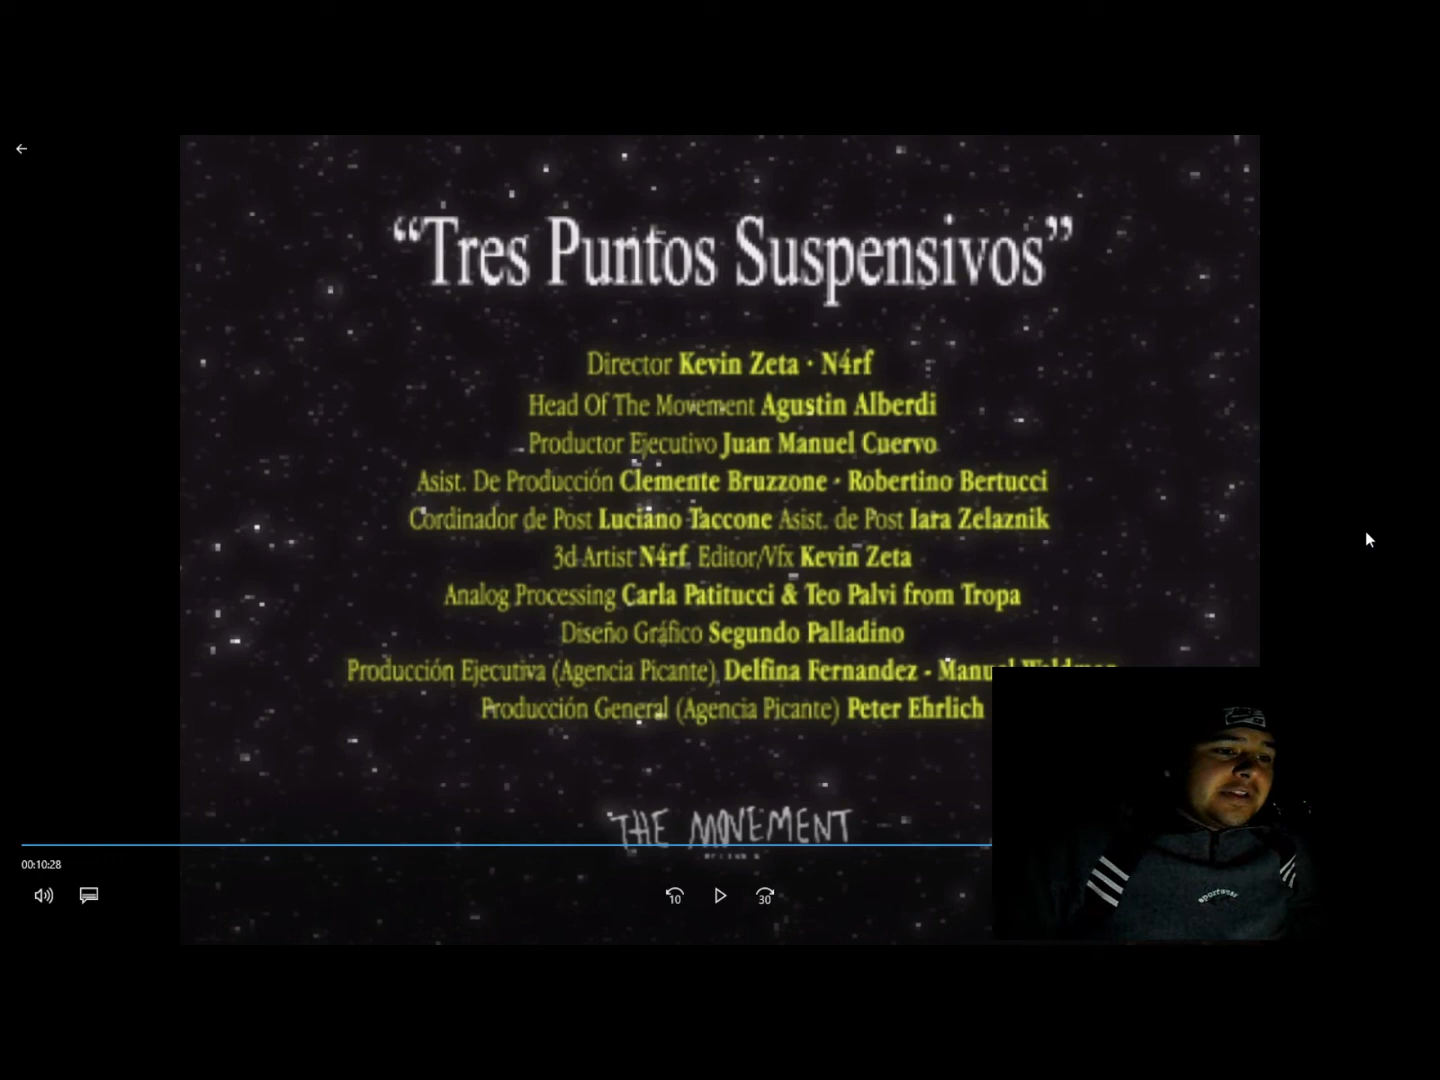 “Tres Puntos Suspensivos”
Director Kevin Zeta · N4rf
Head Of The Movement Agustin Alberdi
Productor Ejecutivo Juan Manuel Cuervo
Asist. De Producción Clemente Bruzzone · Robertino Bertucci
Cordinador de Post Luciano Taccone Asist. de Post Iara Zelaznik
3d Artist N4rf Editor/Vfx Kevin Zeta
Analog Processing Carla Patitucci & Teo Palvi from Tropa
Diseño Gráfico Segundo Palladino
Producción Ejecutiva (Agencia Picante) Delfina Fernandez -
Producción General (Agencia Picante) Peter Ehrlich
THE MOVEMENT
00:10:28
10
30
sportwear